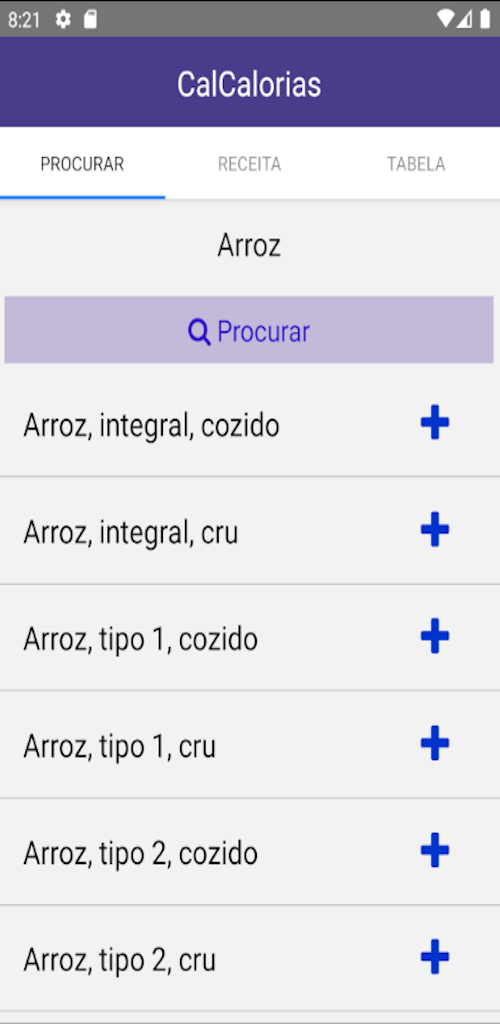 8:21
CalCalorias
PROCURAR RECEITA TABELA
Arroz
Procurar
Arroz, integral, cozido
Arroz, integral, cru
Arroz, tipo 1, cozido
Arroz, tipo 1, cru
Arroz, tipo 2, cozido
Arroz, tipo 2, cru